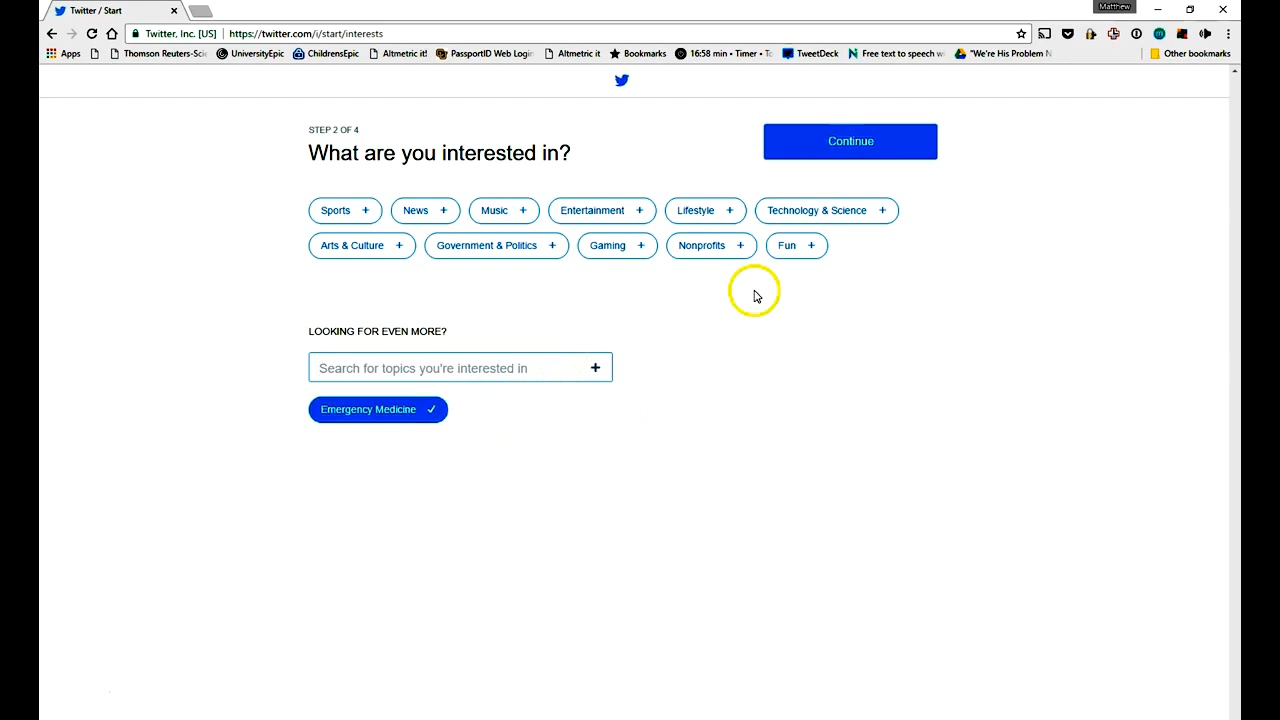 Matthew
Twitter / Start
Twitter, Inc. [US] https://twitter.com/i/start/interests
Apps Thomson Reuters-Sci UniversityEpic ChildrensEpic Altmetric it! PassportID Web Login Altmetric it Bookmarks 16:58 min • Timer - To TweetDeck Free text to speech w "We're His Problem N Other bookmarks
STEP 2 OF 4
What are you interested in?
Continue
Sports + News + Music + Entertainment + Lifestyle + Technology & Science +
Arts & Culture + Government & Politics + Gaming + Nonprofits + Fun +
LOOKING FOR EVEN MORE?
Search for topics you're interested in +
Emergency Medicine ✓